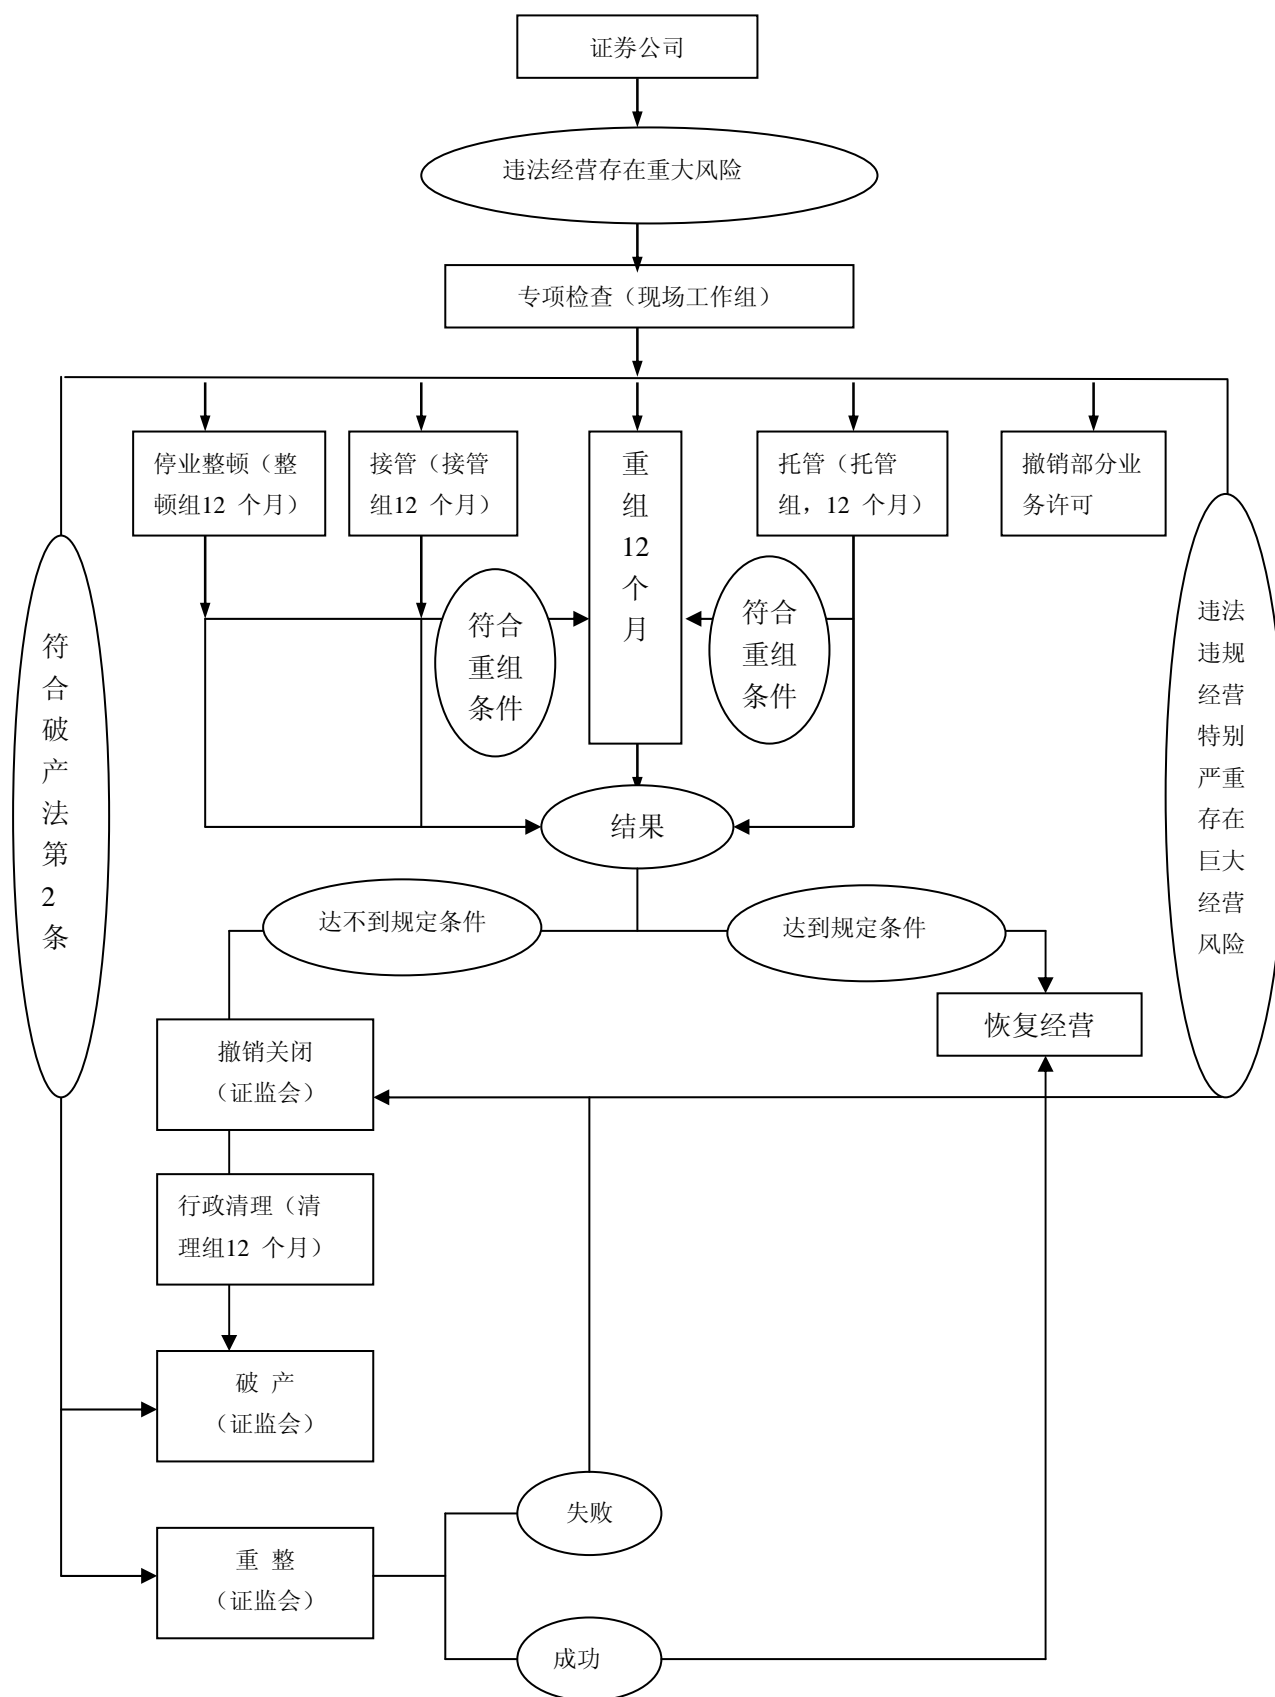 证券公司
违法经营存在重大风险
专项检查（现场工作组）
停业整顿（整
顿组12 个月）
接管（接管
组12 个月）
重
组
12
个
月
托管（托管
组，12 个月）
撤销部分业
务许可
符合
重组
条件
符合
重组
条件
符
合
破
产
法
第
2
条
违法
违规
经营
特别
严重
存在
巨大
经营
风险
结果
达不到规定条件
达到规定条件
恢复经营
撤销关闭
（证监会）
行政清理（清
理组12 个月）
破 产
（证监会）
失败
重 整
（证监会）
成功